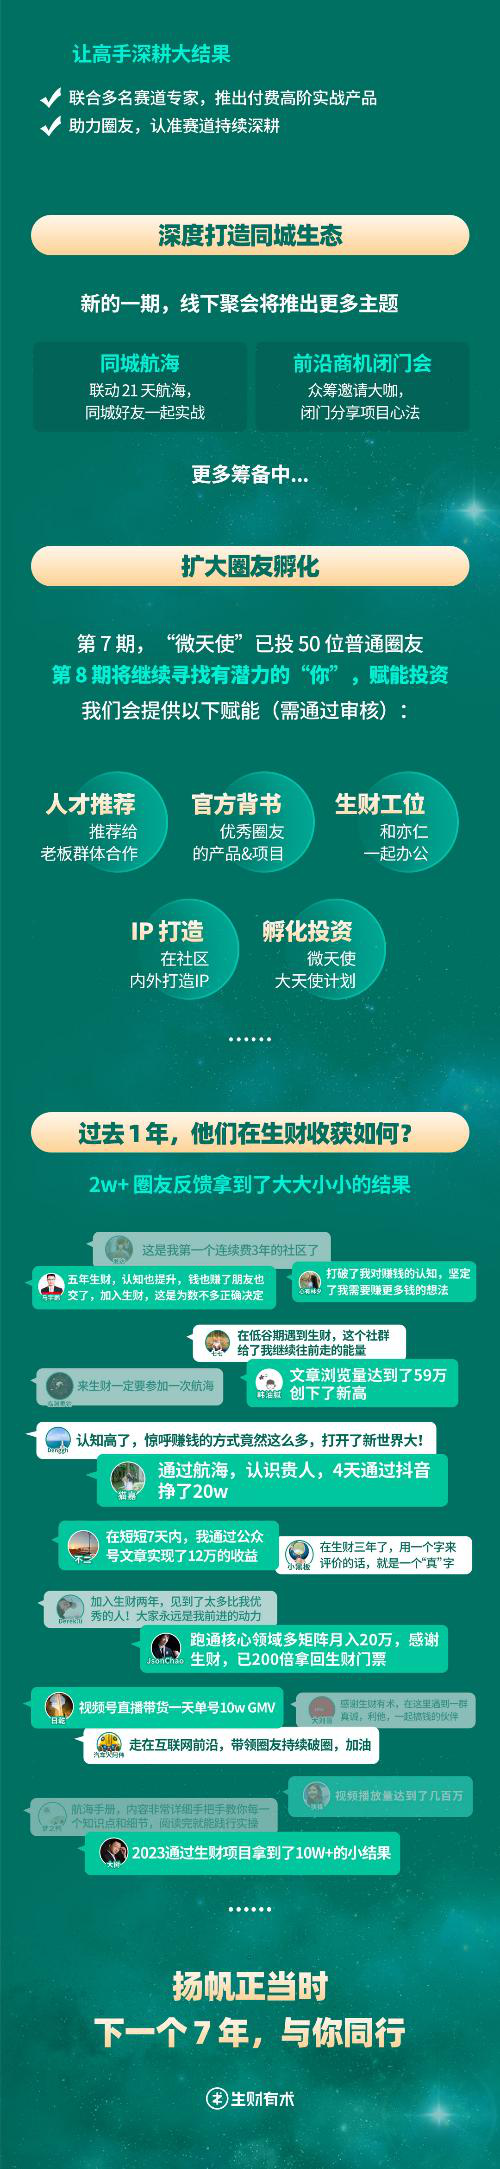 让高手深耕大结果
联合多名赛道专家，推出付费高阶实战产品
助力圈友，认准赛道持续深耕
深度打造同城生态
新的一期，线下聚会将推出更多主题
同城航海
联动 21 天航海，
同城好友一起实战
前沿商机闭门会
众筹邀请大咖，
闭门分享项目心法
更多筹备中...
扩大圈友孵化
第 7 期，“微天使”已投 50 位普通圈友
第 8 期将继续寻找有潜力的“你”，赋能投资
我们会提供以下赋能（需通过审核）：
人才推荐
推荐给
老板群体合作
官方背书
优秀圈友
的产品&项目
生财工位
和亦仁
一起办公
IP 打造
在社区
内外打造IP
孵化投资
微天使
大天使计划
......
过去 1 年，他们在生财收获如何？
2w+ 圈友反馈拿到了大大小小的结果
这是我第一个连续费3年的社区了
五年生财，认知也提升，钱也赚了朋友也
交了，加入生财，这是为数不多正确决定
打破了我对赚钱的认知，坚定
了我需要赚更多钱的想法
在低谷期遇到生财，这个社群
给了我继续往前走的能量
七七
来生财一定要参加一次航海
文章浏览量达到了59万
创下了新高
认知高了，惊呼赚钱的方式竟然这么多，打开了新世界大！
Denggh
通过航海，认识贵人，4天通过抖音
挣了20w
猫嘉
在短短7天内，我通过公众
号文章实现了12万的收益
不三
在生财三年了，用一个字来
评价的话，就是一个“真”字
小黑板
加入生财两年，见到了太多比我优
秀的人！大家永远是我前进的动力
跑通核心领域多矩阵月入20万，感谢
生财，已200倍拿回生财门票
JsonChao
视频号直播带货一天单号10w GMV
日乾
感谢生财有术，在这里遇到一群
真诚，利他，一起搞钱的伙伴
走在互联网前沿，带领圈友持续破圈，加油
汽车人阿伟
视频播放量达到了几百万
航海手册，内容非常详细手把手教你每一
个知识点和细节，阅读完就能践行实操
2023通过生财项目拿到了10W+的小结果
大树
......
扬帆正当时
下一个 7 年，与你同行
生财有术